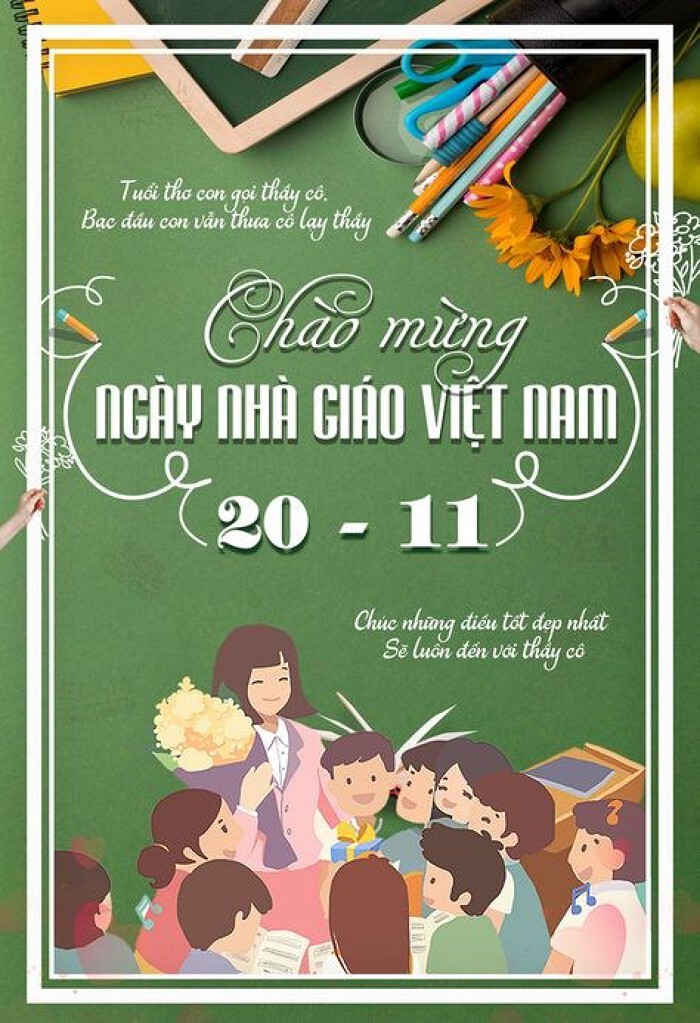 Tuổi thơ con gọi thầy cô,
Bạc đầu con vẫn thưa cô lạy thầy
Chào mừng
NGÀY NHÀ GIÁO VIỆT NAM
20 - 11
Chúc những điều tốt đẹp nhất
Sẽ luôn đến với thầy cô